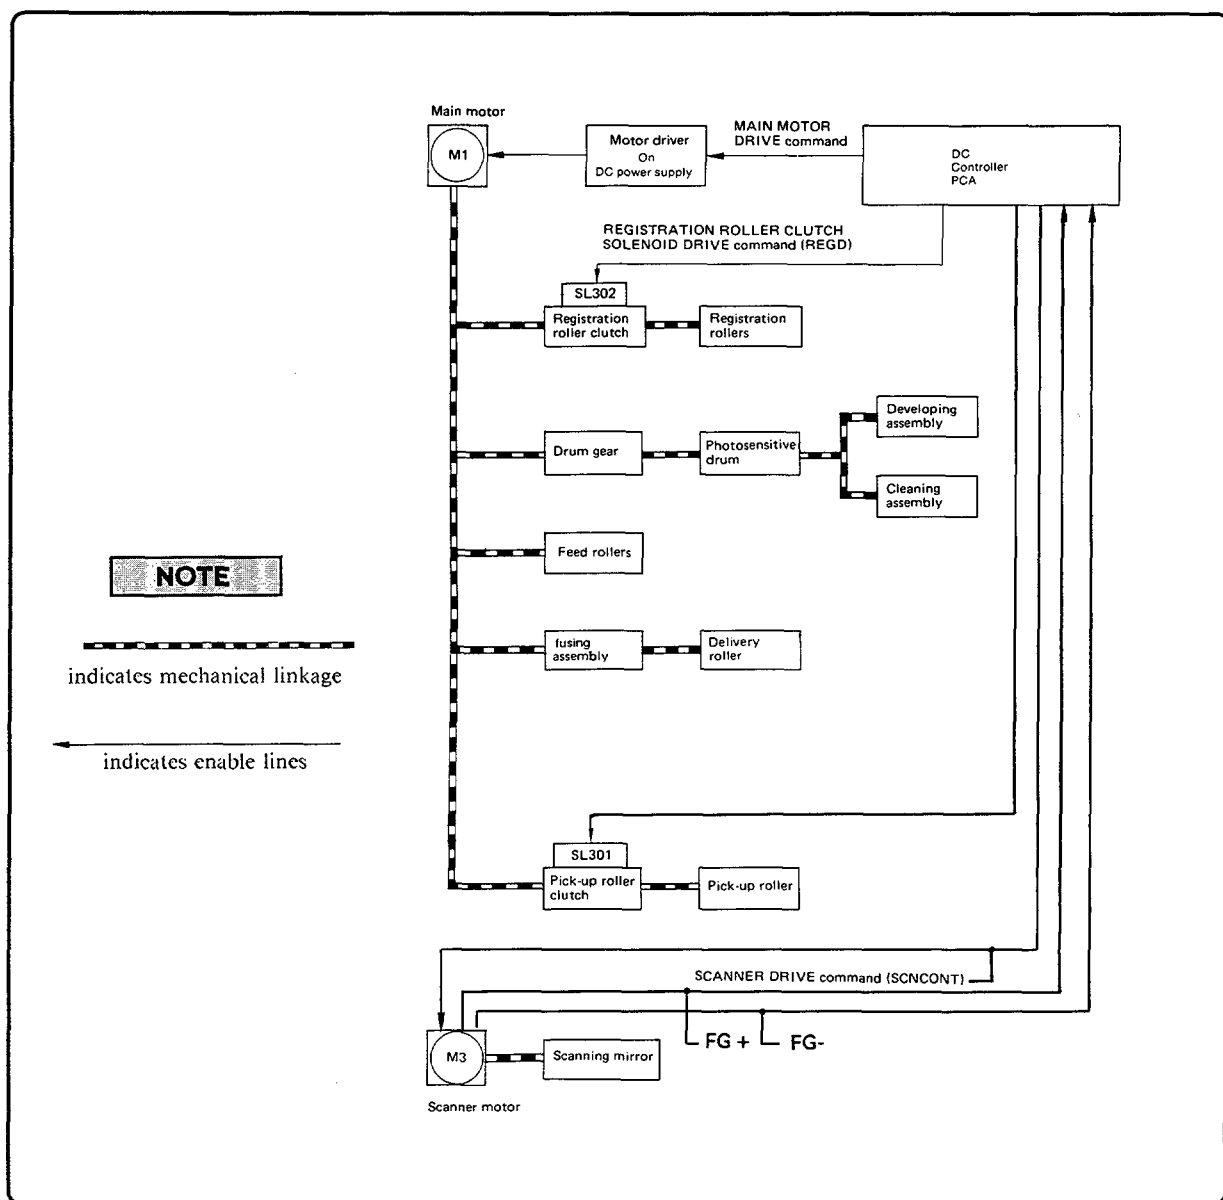 Main motor
M1
Motor driver
On
DC power supply
MAIN MOTOR
DRIVE command
DC
Controller
PCA
REGISTRATION ROLLER CLUTCH
SOLENOID DRIVE command (REGD)
SL302
Registration
roller clutch
Registration
rollers
Drum gear
Photosensitive
drum
Developing
assembly
Cleaning
assembly
Feed rollers
NOTE
indicates mechanical linkage
indicates enable lines
fusing
assembly
Delivery
roller
SL301
Pick-up roller
clutch
Pick-up roller
SCANNER DRIVE command (SCNCONT)
FG +
FG-
M3
Scanning mirror
Scanner motor